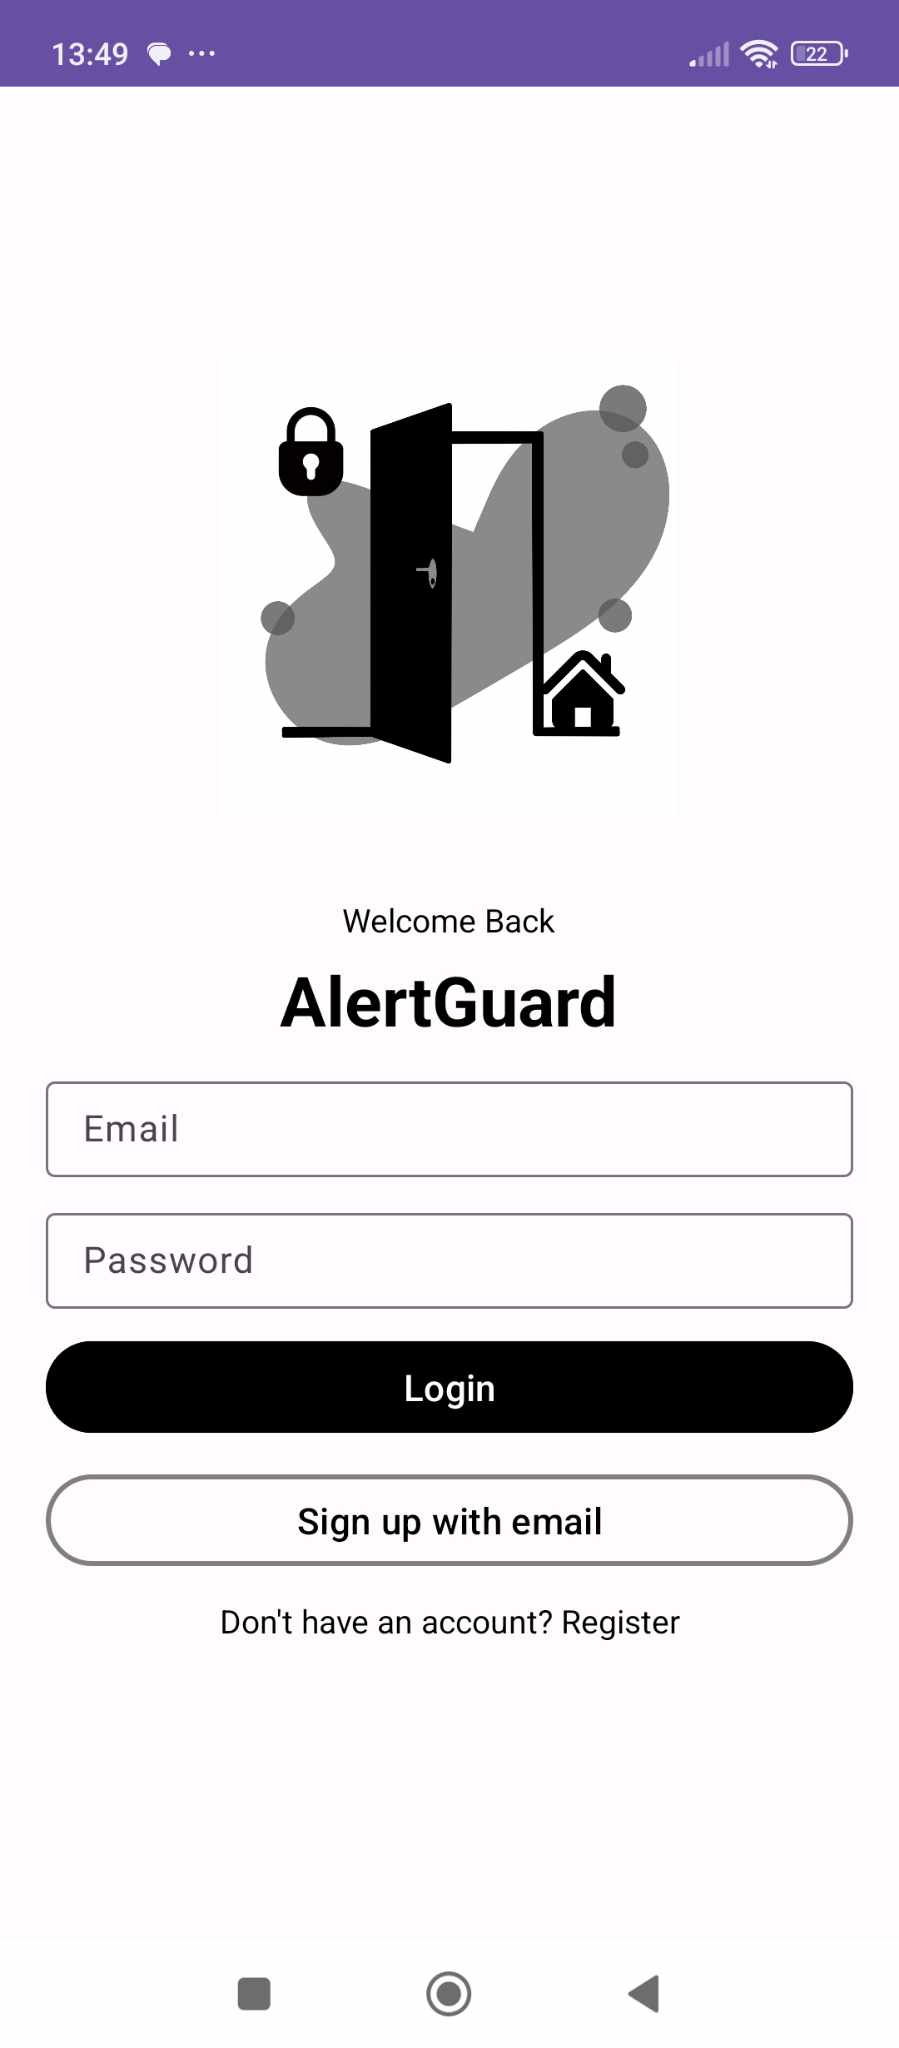 13:49
22
Welcome Back
AlertGuard
Email
Password
Login
Sign up with email
Don't have an account? Register